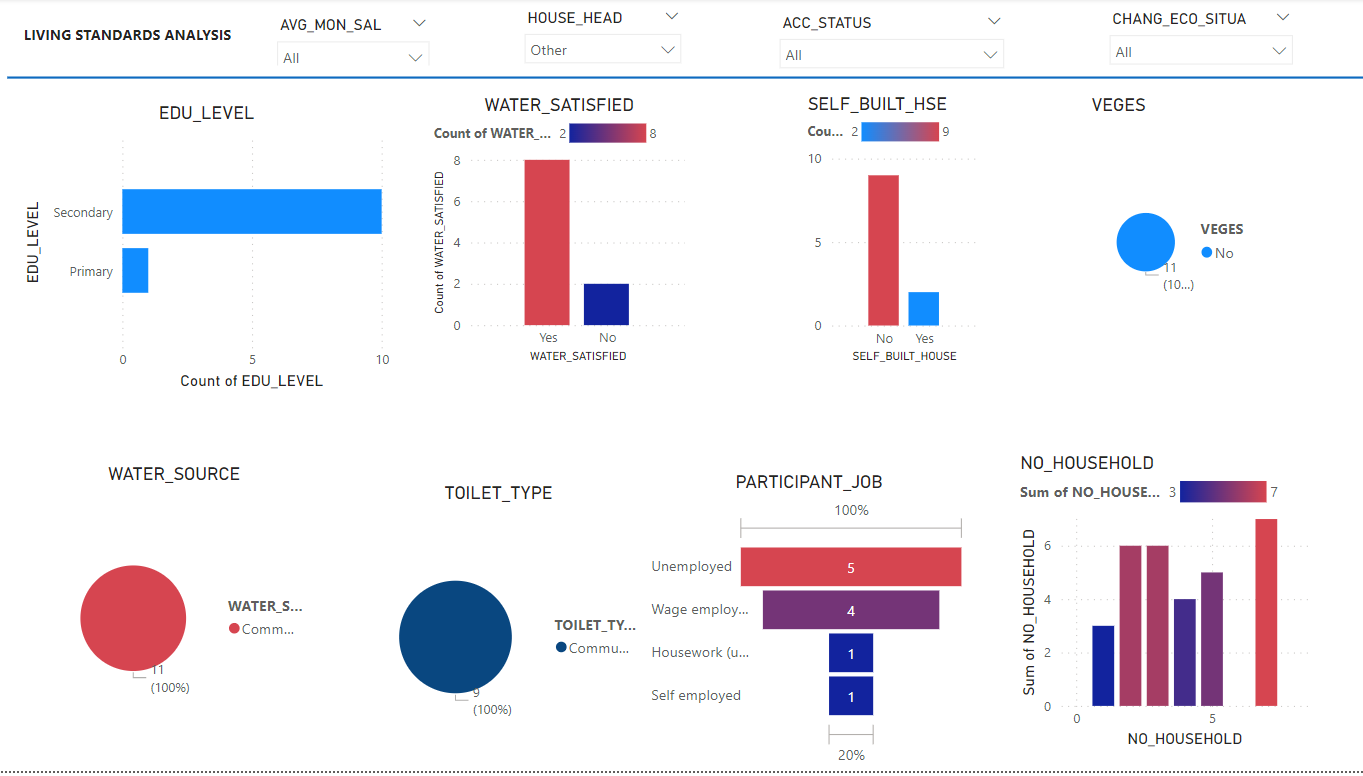 LIVING STANDARDS ANALYSIS
AVG_MON_SAL
All
HOUSE_HEAD
Other
ACC_STATUS
All
CHANG_ECO_SITUA
All
EDU_LEVEL
EDU_LEVEL
Secondary
Primary
0 5 10
Count of EDU_LEVEL
WATER_SATISFIED
Count of WATER_... 2 8
Count of WATER_SATISFIED
8
6
4
2
0
Yes No
WATER_SATISFIED
SELF_BUILT_HSE
Cou... 2 9
10
5
0
No Yes
SELF_BUILT_HOUSE
VEGES
VEGES
No
11
(10...)
WATER_SOURCE
WATER_S...
Comm...
11
(100%)
TOILET_TYPE
TOILET_TY...
Commu...
9
(100%)
PARTICIPANT_JOB
100%
Unemployed 5
Wage employ... 4
Housework (u... 1
Self employed 1
20%
NO_HOUSEHOLD
Sum of NO_HOUSE... 3 7
Sum of NO_HOUSEHOLD
6
4
2
0
0 5
NO_HOUSEHOLD